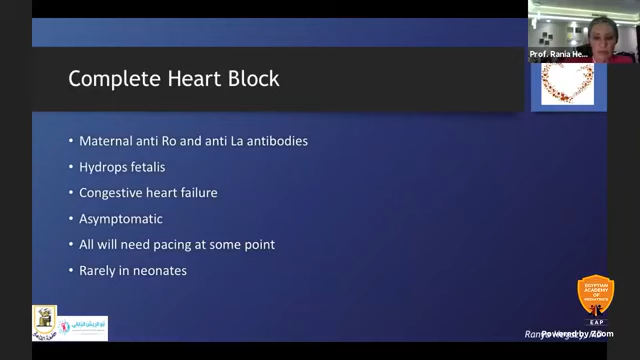 Prof. Rania He...
Complete Heart Block
• Maternal anti Ro and anti La antibodies
• Hydrops fetalis
• Congestive heart failure
• Asymptomatic
• All will need pacing at some point
• Rarely in neonates
EGYPTIAN
ACADEMY
OF
EAP
Powered by Zoom